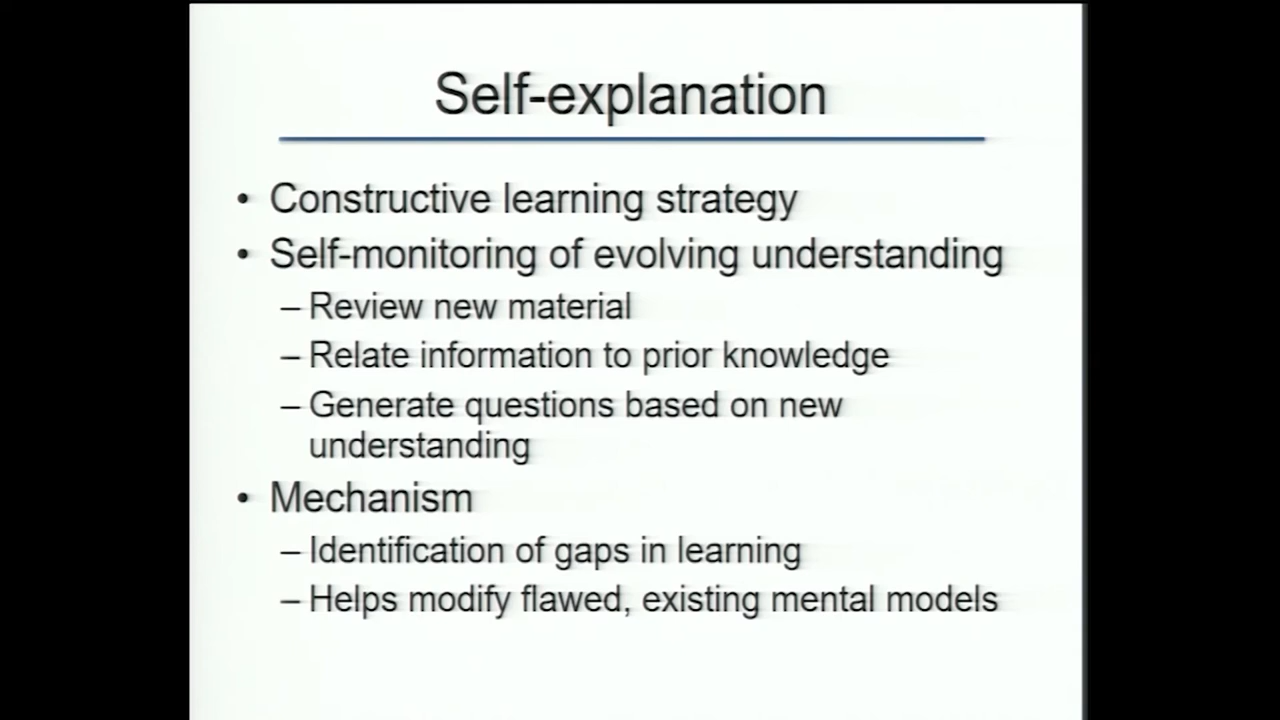 Self-explanation
• Constructive learning strategy
• Self-monitoring of evolving understanding
– Review new material
– Relate information to prior knowledge
– Generate questions based on new
understanding
• Mechanism
– Identification of gaps in learning
– Helps modify flawed, existing mental models